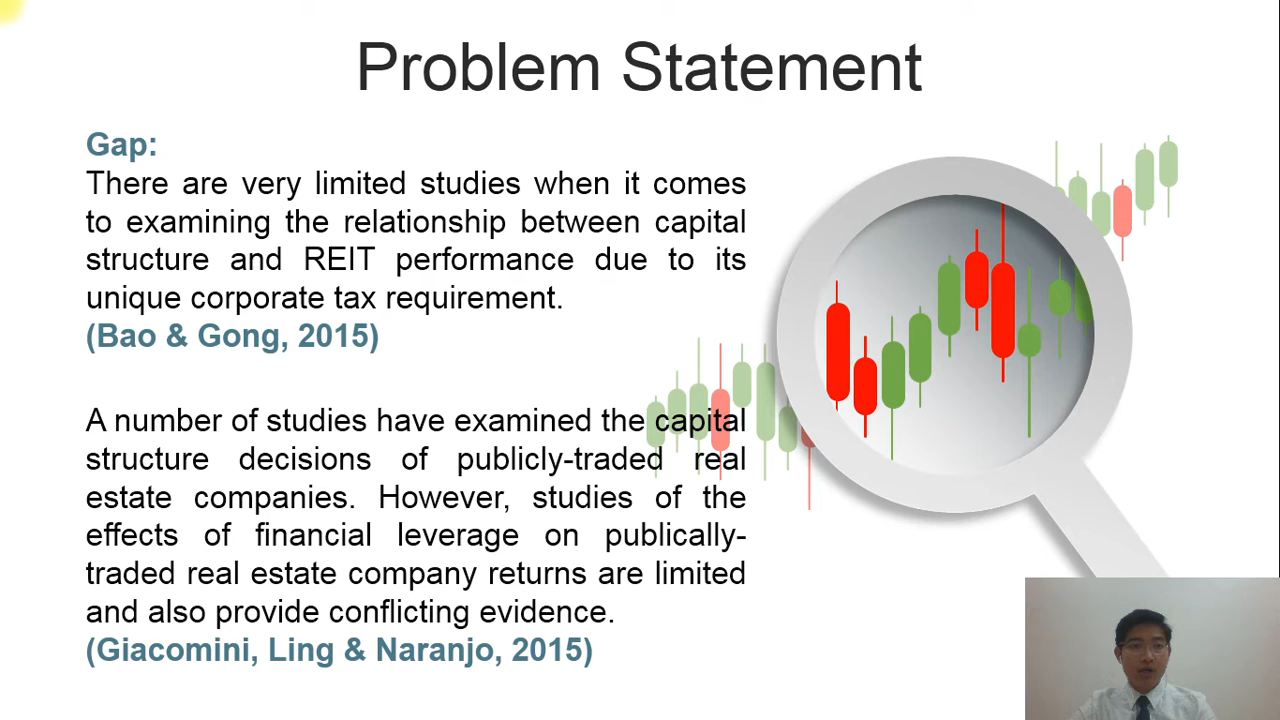 Problem Statement
Gap:
There are very limited studies when it comes
to examining the relationship between capital
structure and REIT performance due to its
unique corporate tax requirement.
(Bao & Gong, 2015)
A number of studies have examined the capital
structure decisions of publicly-traded real
estate companies. However, studies of the
effects of financial leverage on publically-
traded real estate company returns are limited
and also provide conflicting evidence.
(Giacomini, Ling & Naranjo, 2015)